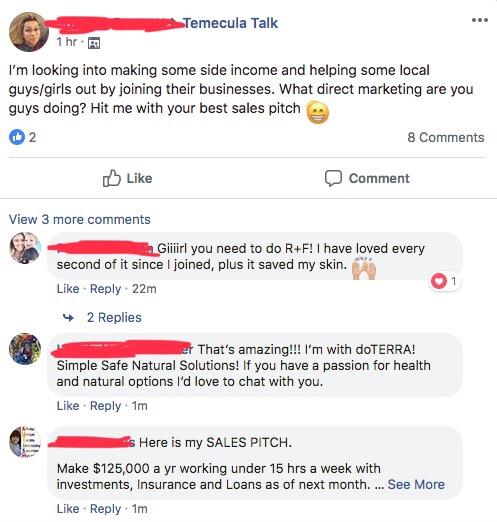 Temecula Talk
1 hr ·
I'm looking into making some side income and helping some local
guys/girls out by joining their businesses. What direct marketing are you
guys doing? Hit me with your best sales pitch 😁
2
8 Comments
Like
Comment
View 3 more comments
Giiiirl you need to do R+F! I have loved every
second of it since I joined, plus it saved my skin. 🙌🏼
1
Like · Reply · 22m
2 Replies
er That's amazing!!! I'm with doTERRA!
Simple Safe Natural Solutions! If you have a passion for health
and natural options I'd love to chat with you.
Like · Reply · 1m
s Here is my SALES PITCH.
Make $125,000 a yr working under 15 hrs a week with
investments, Insurance and Loans as of next month. ... See More
Like · Reply · 1m